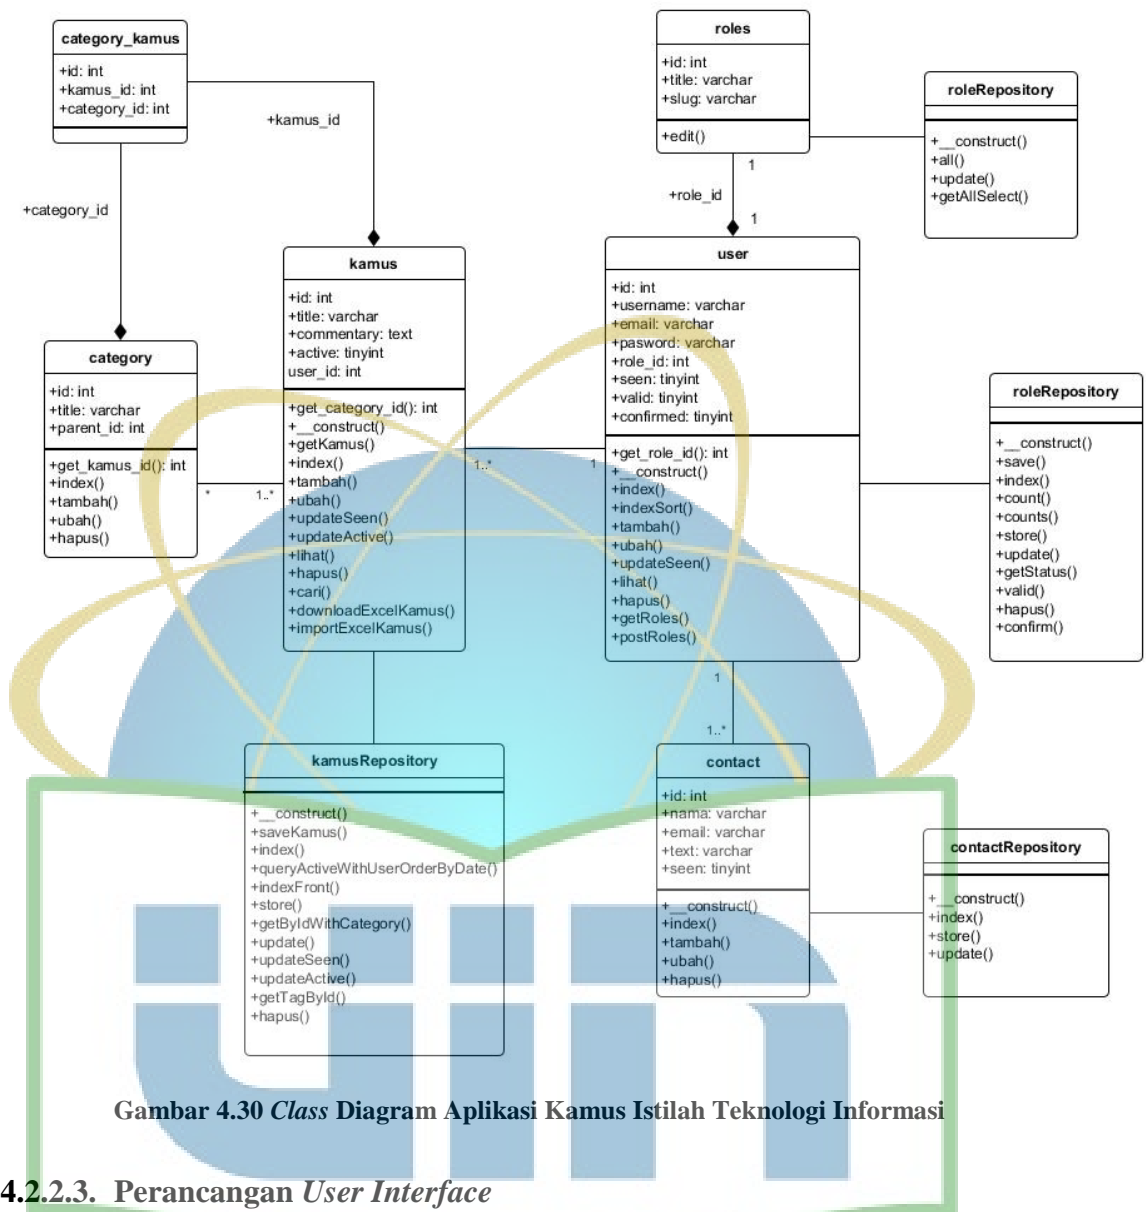 category_kamus
+id: int
+kamus_id: int
+category_id: int
+kamus_id
+category_id
roles
+id: int
+title: varchar
+slug: varchar
+edit()
1
+role_id
1
roleRepository
+__construct()
+all()
+update()
+getAllSelect()
kamus
+id: int
+title: varchar
+commentary: text
+active: tinyint
user_id: int
+get_category_id(): int
+__construct()
+getKamus()
+index()
+tambah()
+ubah()
+updateSeen()
+updateActive()
+lihat()
+hapus()
+cari()
+downloadExcelKamus()
+importExcelKamus()
category
+id: int
+title: varchar
+parent_id: int
+get_kamus_id(): int
+index()
+tambah()
+ubah()
+hapus()
*
1..*
1..*
1
user
+id: int
+username: varchar
+email: varchar
+pasword: varchar
+role_id: int
+seen: tinyint
+valid: tinyint
+confirmed: tinyint
+get_role_id(): int
+__construct()
+index()
+indexSort()
+tambah()
+ubah()
+updateSeen()
+lihat()
+hapus()
+getRoles()
+postRoles()
roleRepository
+__construct()
+save()
+index()
+count()
+counts()
+store()
+update()
+getStatus()
+valid()
+hapus()
+confirm()
1
1..*
kamusRepository
+__construct()
+saveKamus()
+index()
+queryActiveWithUserOrderByDate()
+indexFront()
+store()
+getByIdWithCategory()
+update()
+updateSeen()
+updateActive()
+getTagById()
+hapus()
contact
+id: int
+nama: varchar
+email: varchar
+text: varchar
+seen: tinyint
+__construct()
+index()
+tambah()
+ubah()
+hapus()
contactRepository
+__construct()
+index()
+store()
+update()
uin
Gambar 4.30 Class Diagram Aplikasi Kamus Istilah Teknologi Informasi
4.2.2.3. Perancangan User Interface